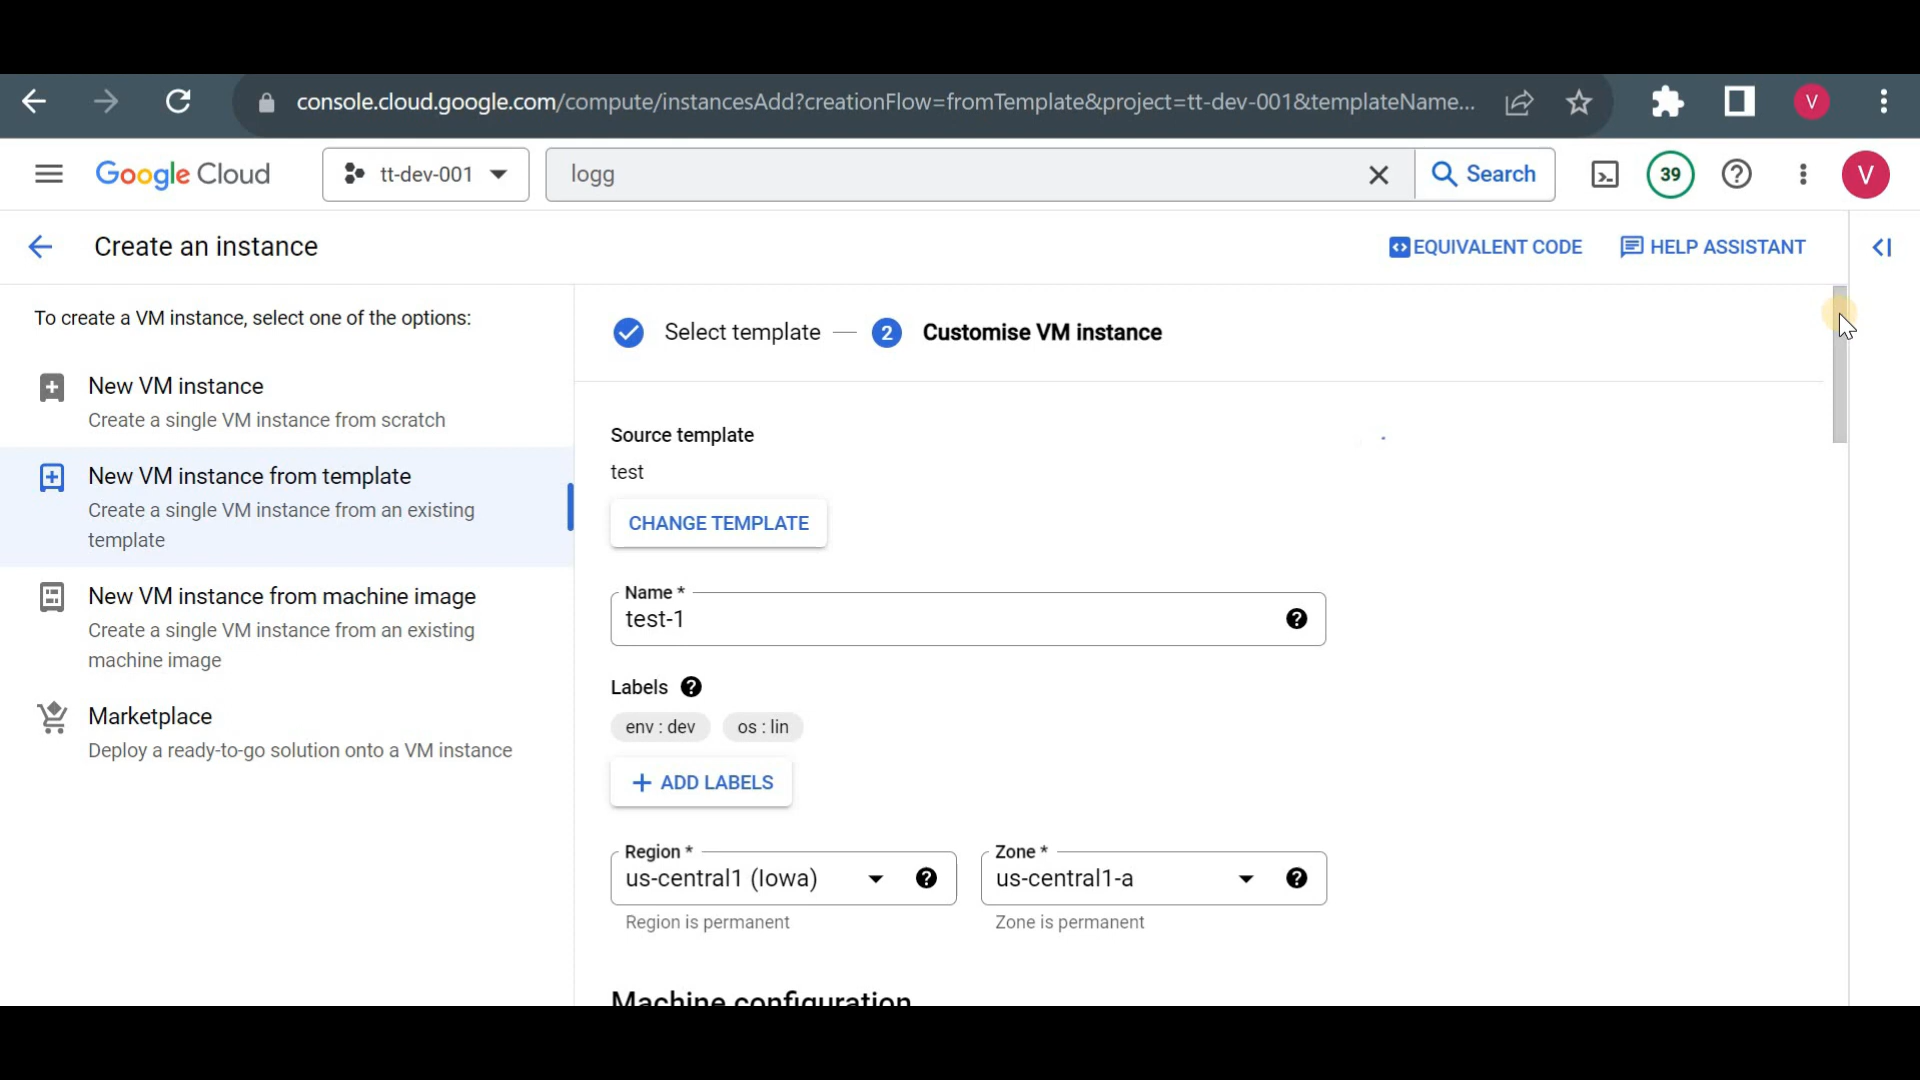 console.cloud.google.com/compute/instancesAdd?creationFlow=fromTemplate&project=tt-dev-001&templateName...
V
Google Cloud
tt-dev-001
logg
Search
39
V
Create an instance
EQUIVALENT CODE
HELP ASSISTANT
To create a VM instance, select one of the options:
New VM instance
Create a single VM instance from scratch
New VM instance from template
Create a single VM instance from an existing
template
New VM instance from machine image
Create a single VM instance from an existing
machine image
Marketplace
Deploy a ready-to-go solution onto a VM instance
Select template
2 Customise VM instance
Source template
test
CHANGE TEMPLATE
Name *
test-1
Labels
env : dev
os : lin
+ ADD LABELS
Region *
us-central1 (Iowa)
Region is permanent
Zone *
us-central1-a
Zone is permanent
Machine configuration